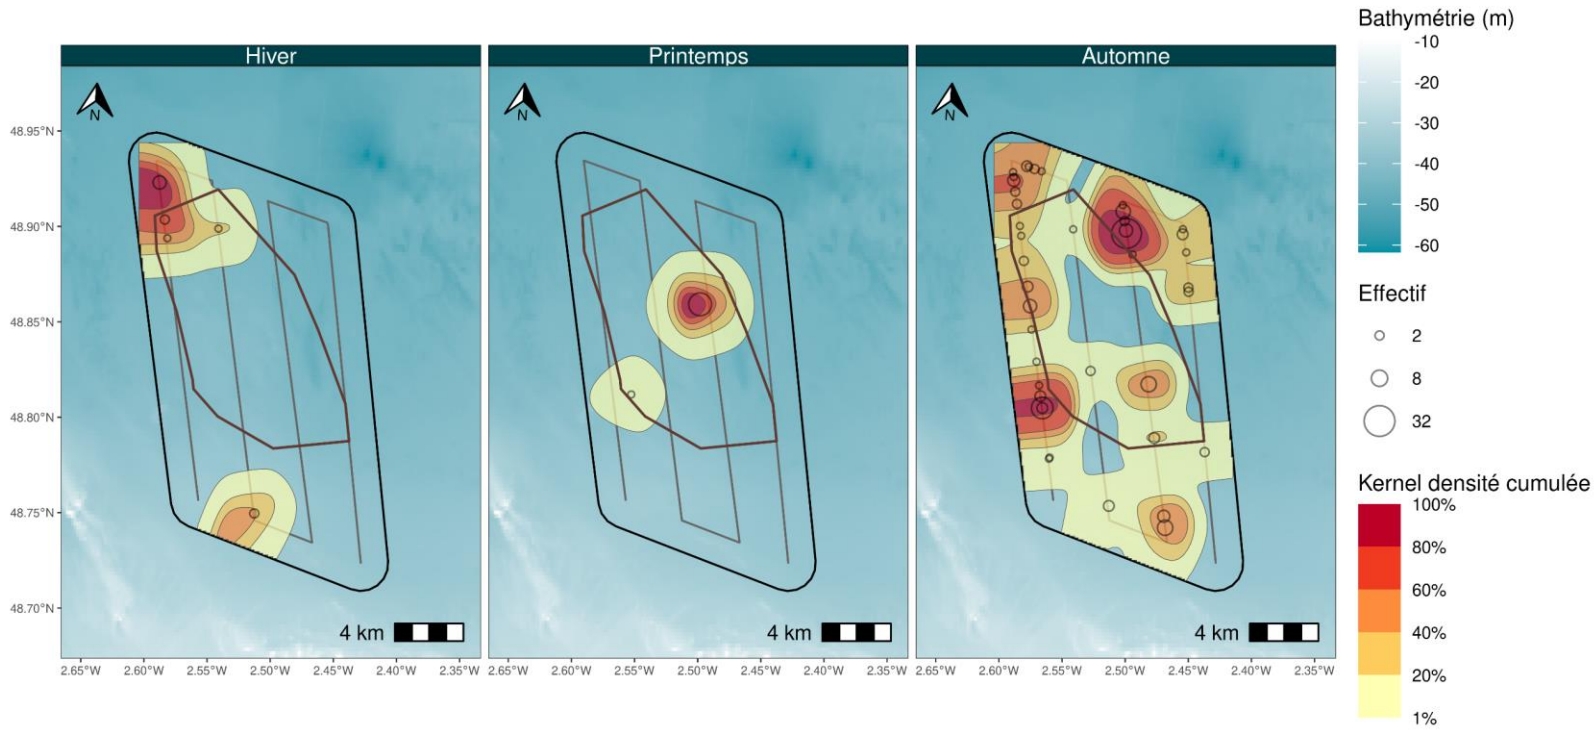 Hiver
Printemps
Automne
N
N
N
48.95°N
48.90°N
48.85°N
48.80°N
48.75°N
48.70°N
4 km
4 km
4 km
2.65°W 2.60°W 2.55°W 2.50°W 2.45°W 2.40°W 2.35°W
2.65°W 2.60°W 2.55°W 2.50°W 2.45°W 2.40°W 2.35°W
2.65°W 2.60°W 2.55°W 2.50°W 2.45°W 2.40°W 2.35°W
Bathymétrie (m)
-10
-20
-30
-40
-50
-60
Effectif
2
8
32
Kernel densité cumulée
100%
80%
60%
40%
20%
1%